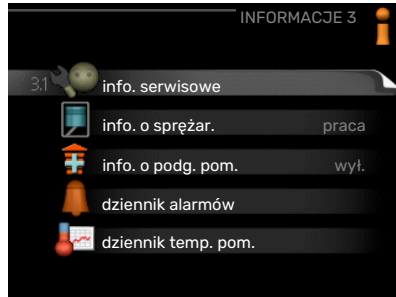 INFORMACJE 3
3.1 info. serwisowe
info. o sprężar. praca
info. o podg. pom. wył.
dziennik alarmów
dziennik temp. pom.